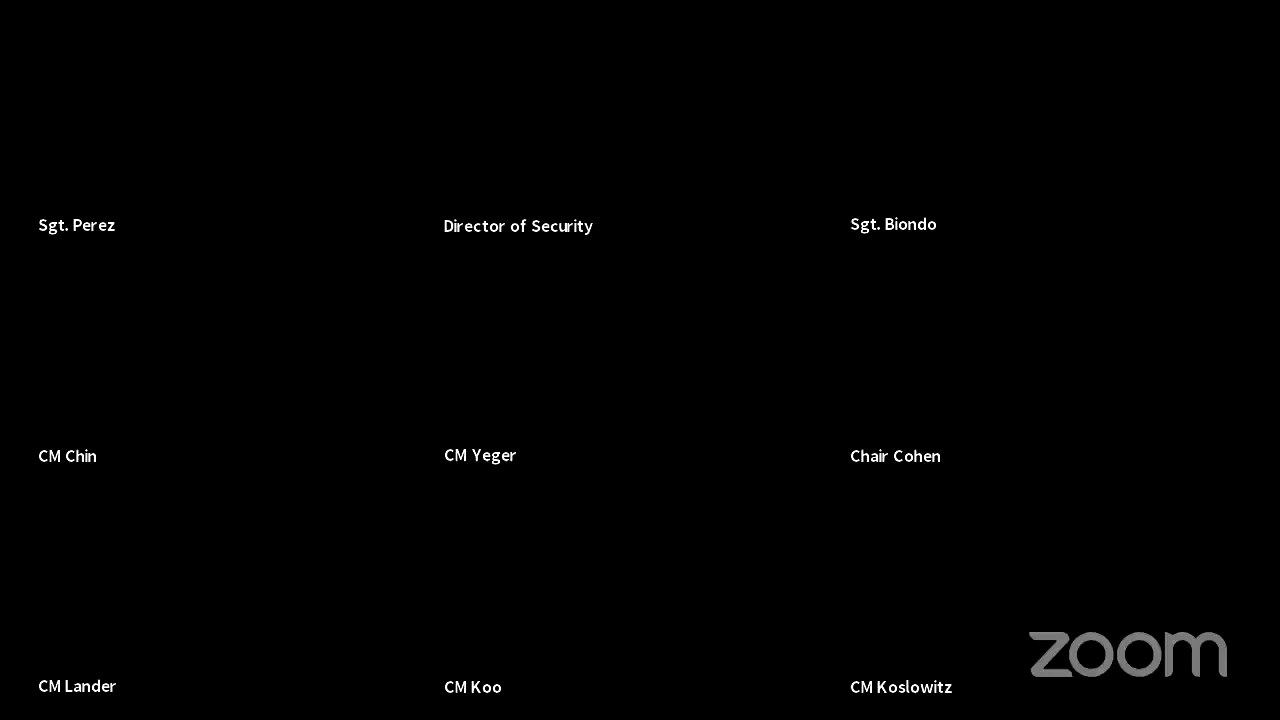 Sgt. Perez
Director of Security
Sgt. Biondo
CM Chin
CM Yeger
Chair Cohen
CM Lander
CM Koo
CM Koslowitz
zoom